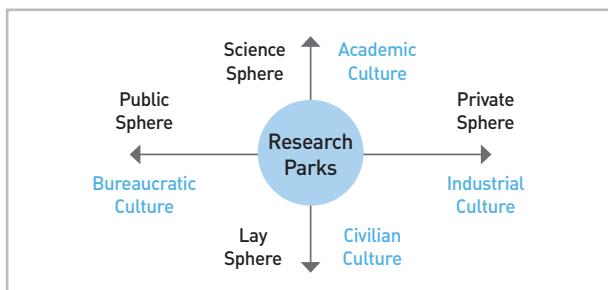 Science
Sphere
Academic
Culture
Public
Sphere
Private
Sphere
Research
Parks
Bureaucratic
Culture
Industrial
Culture
Lay
Sphere
Civilian
Culture